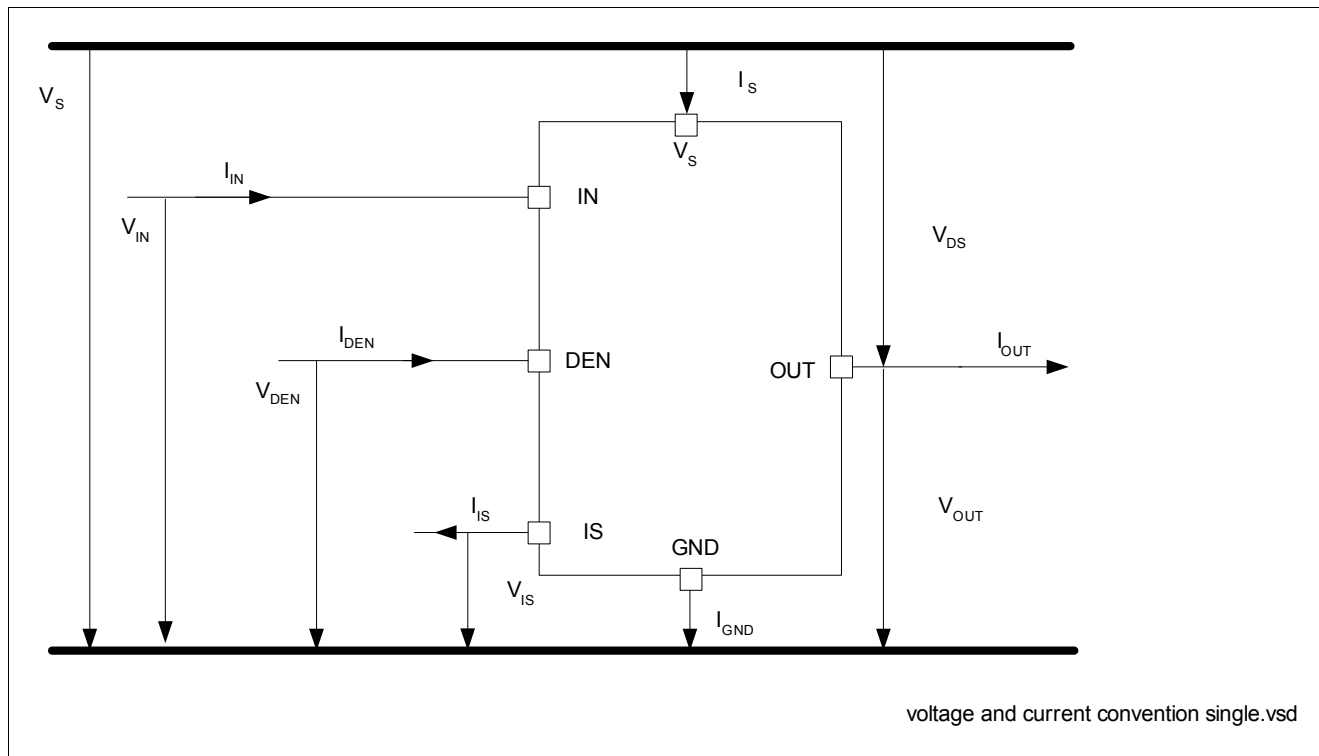 V_S
I_S
V_S
I_IN
IN
V_IN
V_DS
I_DEN
DEN
I_OUT
OUT
V_DEN
I_IS
IS
V_OUT
GND
V_IS
I_GND
voltage and current convention single.vsd